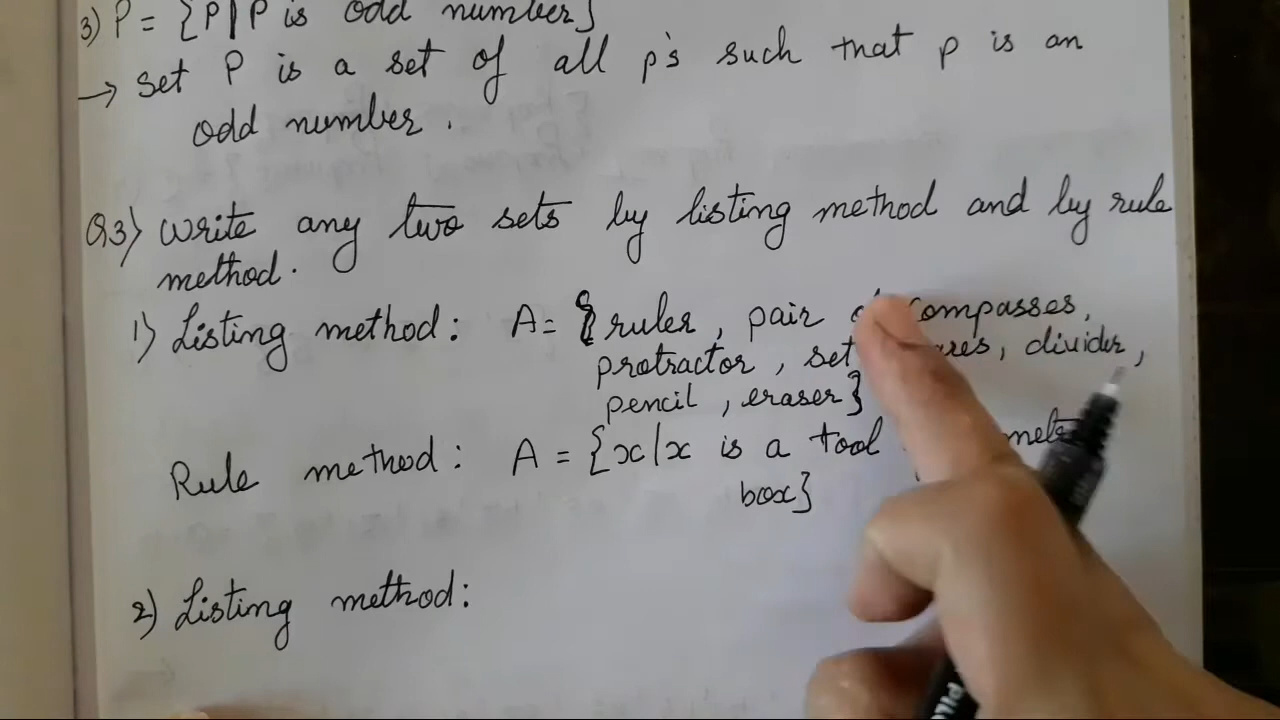 3) P = {P|P is odd number}
→ Set P is a set of all p's such that p is an
odd number.
Q3) Write any two sets by listing method and by rule
method.
1) Listing method: A = {ruler, pair compasses,
protractor, set divider,
pencil, eraser}
Rule method: A = {x|x is a tool
box}
2) Listing method: